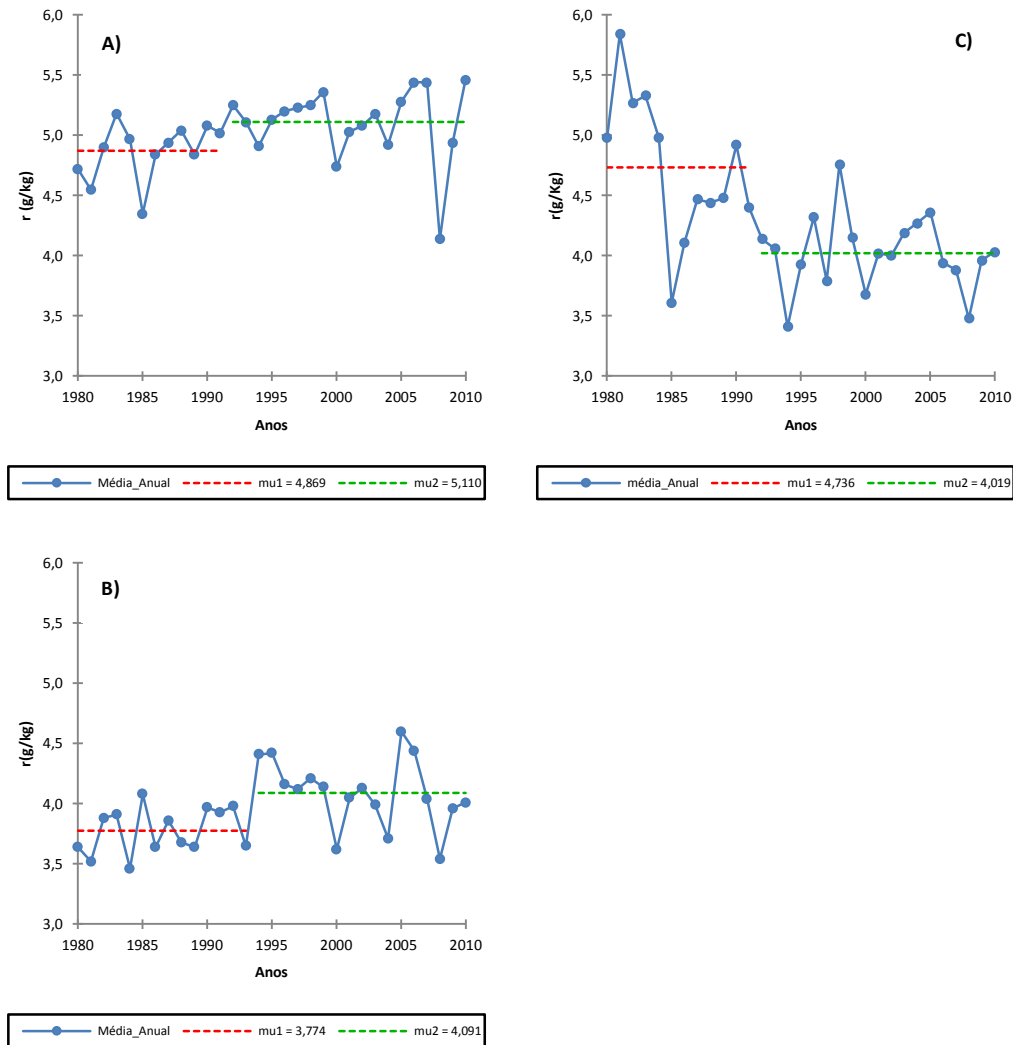 A)
6,0
5,5
5,0
4,5
4,0
3,5
3,0
r (g/kg)
1980 1985 1990 1995 2000 2005 2010
Anos
Média_Anual mu1 = 4,869 mu2 = 5,110
C)
6,0
5,5
5,0
4,5
4,0
3,5
3,0
r(g/Kg)
1980 1985 1990 1995 2000 2005 2010
Anos
média_Anual mu1 = 4,736 mu2 = 4,019
B)
6,0
5,5
5,0
4,5
4,0
3,5
3,0
r(g/kg)
1980 1985 1990 1995 2000 2005 2010
Anos
Média_Anual mu1 = 3,774 mu2 = 4,091